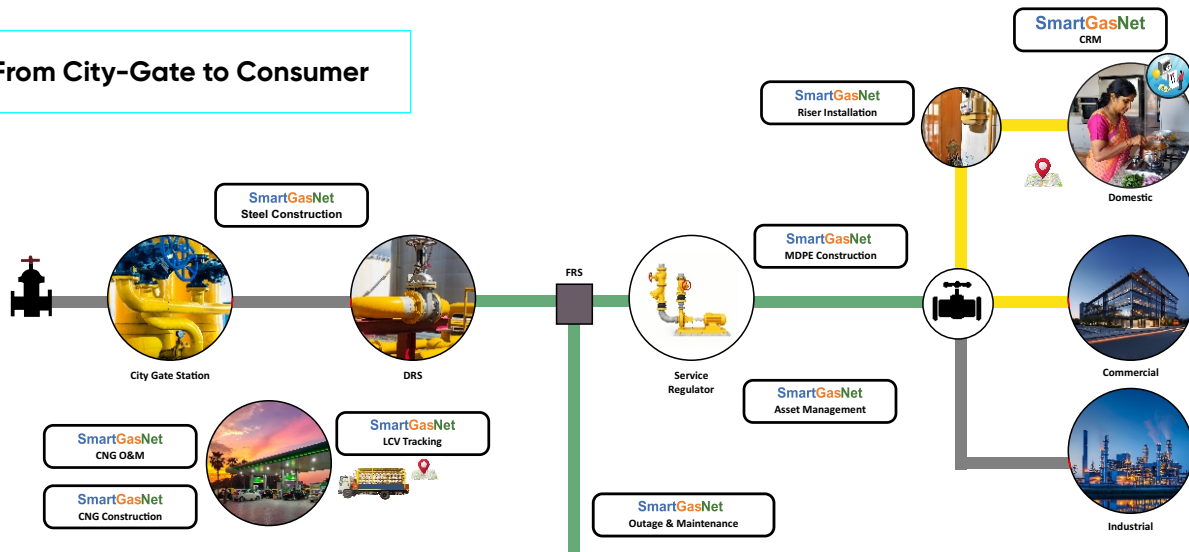 From City-Gate to Consumer
SmartGasNet
CRM
SmartGasNet
Riser Installation
Domestic
SmartGasNet
Steel Construction
SmartGasNet
MDPE Construction
FRS
City Gate Station
DRS
Service
Regulator
Commercial
SmartGasNet
Asset Management
SmartGasNet
CNG O&M
SmartGasNet
LCV Tracking
SmartGasNet
CNG Construction
SmartGasNet
Outage & Maintenance
Industrial